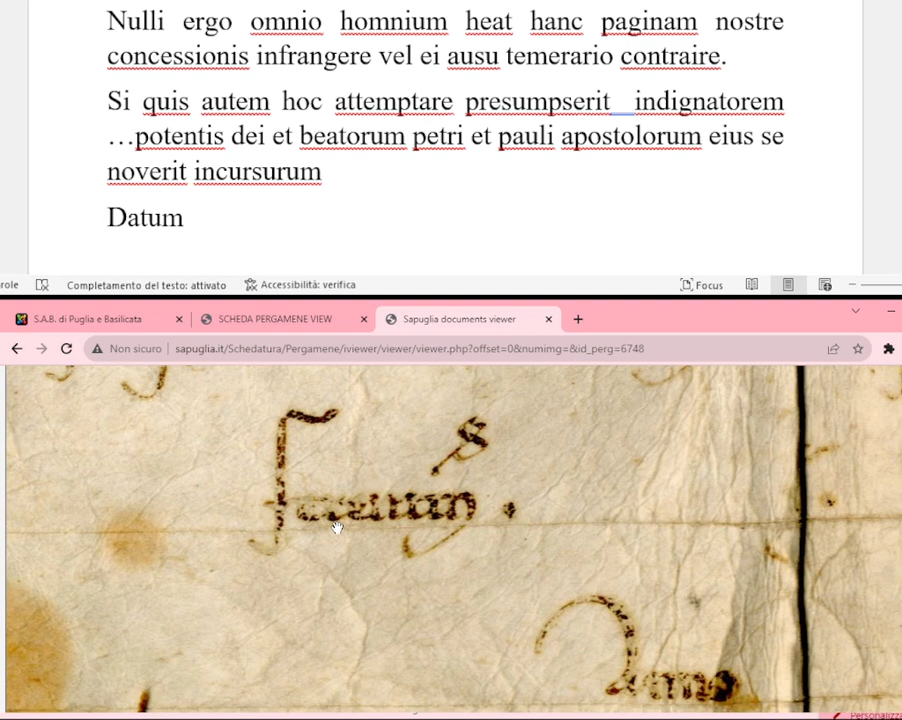 Nulli ergo omnio homnium heat hanc paginam nostre
concessionis infrangere vel ei ausu temerario contraire.
Si quis autem hoc attemptare presumpserit indignatorem
…potentis dei et beatorum petri et pauli apostolorum eius se
noverit incursurum
Datum
role Completamento del testo: attivato Accessibilità: verifica Focus
S.A.B. di Puglia e Basilicata SCHEDA PERGAMENE VIEW Sapuglia documents viewer
Non sicuro sapuglia.it/Schedatura/Pergamene/iviewer/viewer/viewer.php?offset=0&numimg=&id_perg=6748
Personalizza